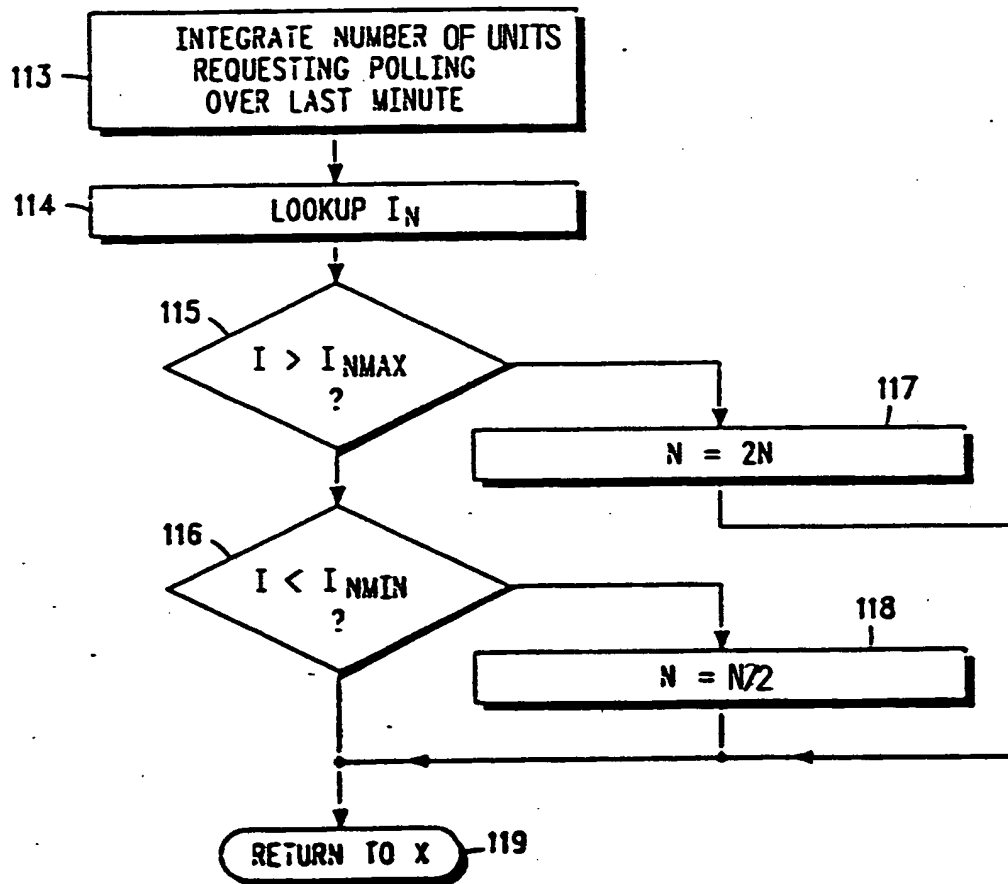 INTEGRATE NUMBER OF UNITS
REQUESTING POLLING
OVER LAST MINUTE
113
LOOKUP I_N
114
115
I > I_NMAX
?
117
N = 2N
116
I < I_NMIN
?
118
N = N/2
RETURN TO X
119